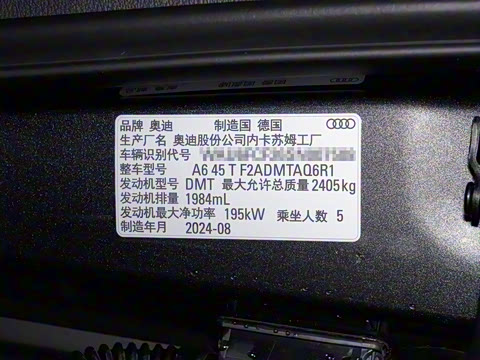 品牌 奥迪 制造国 德国
生产厂名 奥迪股份公司内卡苏姆工厂
车辆识别代号
整车型号 A6 45 T F2ADMTAQ6R1
发动机型号 DMT 最大允许总质量 2405kg
发动机排量 1984mL
发动机最大净功率 195kW 乘坐人数 5
制造年月 2024-08